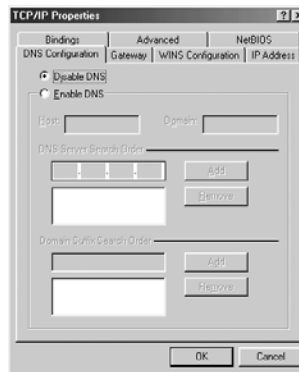 TCP/IP Properties
Bindings Advanced NetBIOS
DNS Configuration Gateway WINS Configuration IP Address
Disable DNS
Enable DNS
Host: Domain:
DNS Server Search Order
Add
Remove
Domain Suffix Search Order
Add
Remove
OK Cancel